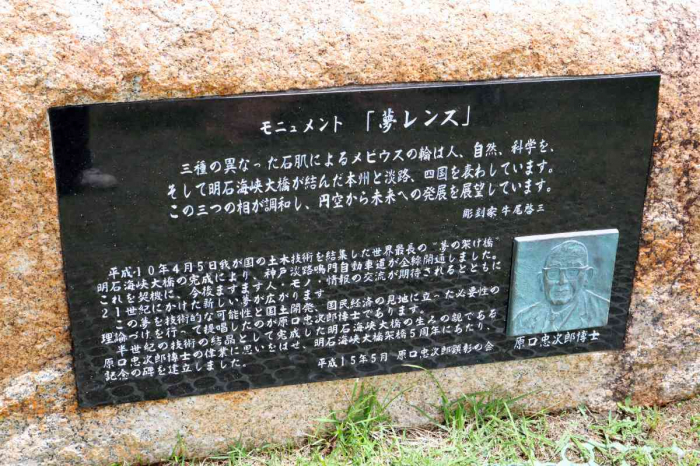 モニュメント 「夢レンズ」
三種の異なった石肌によるメビウスの輪は人、自然、科学を、
そして明石海峡大橋が結んだ本州と淡路、四国を表わしています。
この三つの相が調和し、円空から未来への発展を展望しています。
彫刻家 牛尾啓三
平成10年4月5日我が国の土木技術を結集した世界最長の“夢の架け橋”
明石海峡大橋の完成により、神戸淡路鳴門自動車道が全線開通しました。
これを契機に、今後ますます人・モノ・情報の交流が期待されるとともに
21世紀にかけた新しい夢が広がります。
この夢を技術的な可能性と国土開発、国民経済の見地に立った必要性の
理論づけを行って提唱したのが原口忠次郎博士であります。
半世紀の技術の結晶として完成した明石海峡大橋の生みの親である
原口忠次郎博士の偉業に思いをはせ、明石海峡大橋架橋5周年にあたり、
記念の碑を建立しました。
平成15年5月 原口忠次郎顕彰の会
原口忠次郎博士